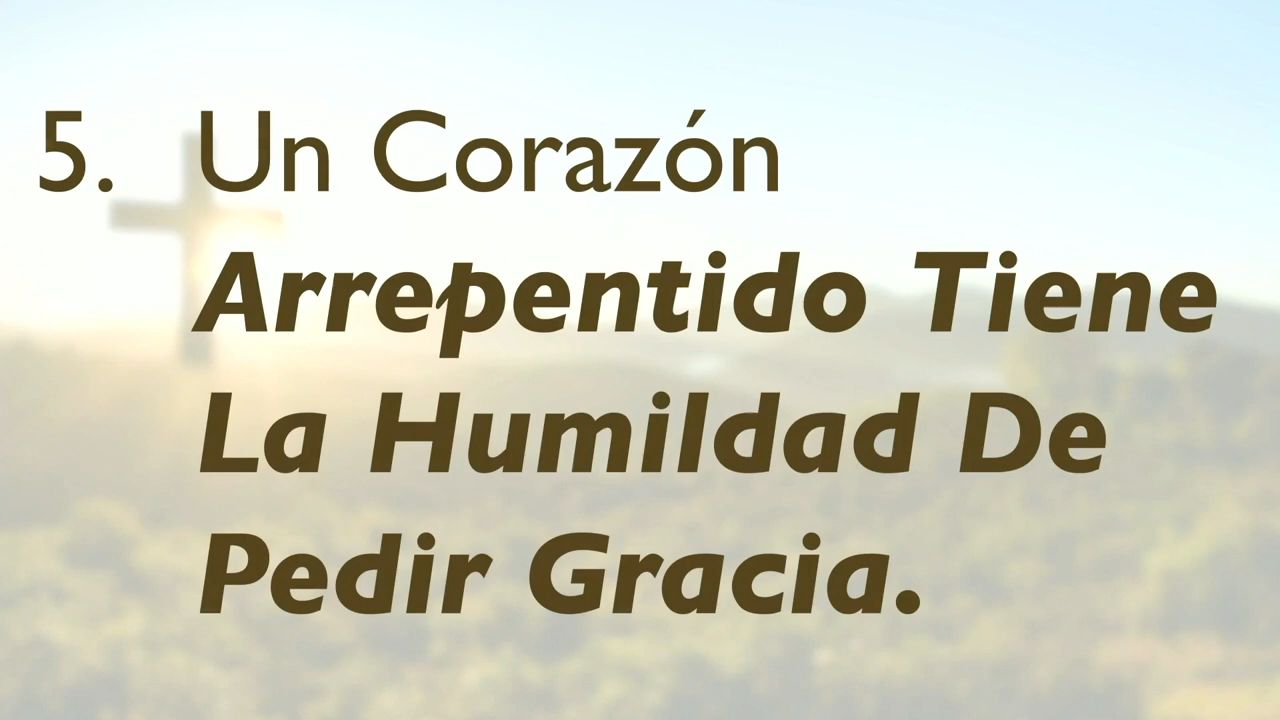 5. Un Corazón
Arrepentido Tiene
La Humildad De
Pedir Gracia.